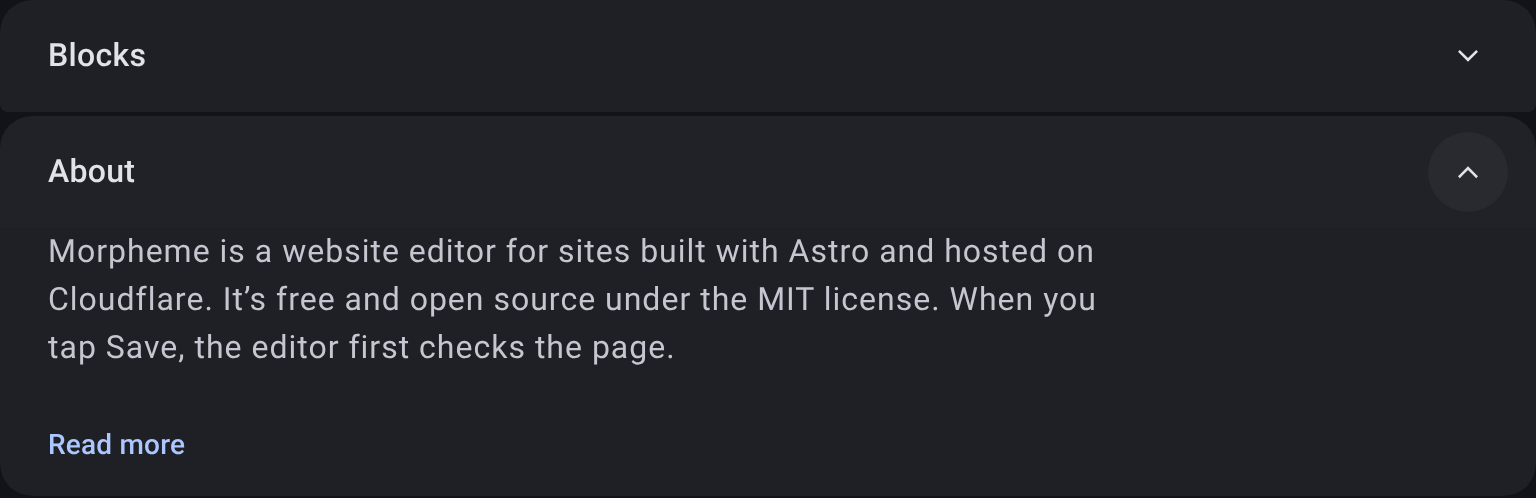 Blocks
About
Morpheme is a website editor for sites built with Astro and hosted on
Cloudflare. It’s free and open source under the MIT license. When you
tap Save, the editor first checks the page.
Read more